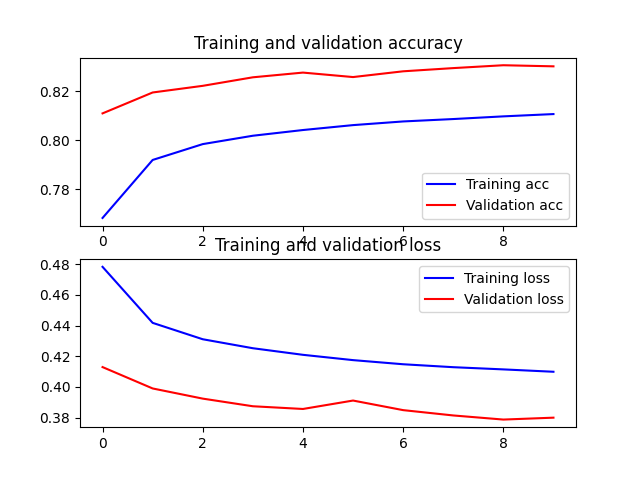 Training and validation accuracy
0.82
0.80
0.78
Training acc
Validation acc
0 2 4 6 8
Training and validation loss
0.48
0.46
0.44
0.42
0.40
0.38
Training loss
Validation loss
0 2 4 6 8